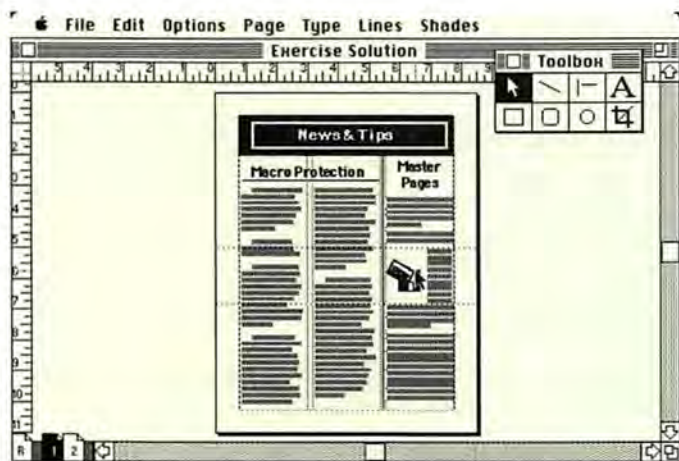 File Edit Options Page Type Lines Shades
Exercise Solution
Toolbox
A
News & Tips
Macro Protection
Master
Pages
R 1 2